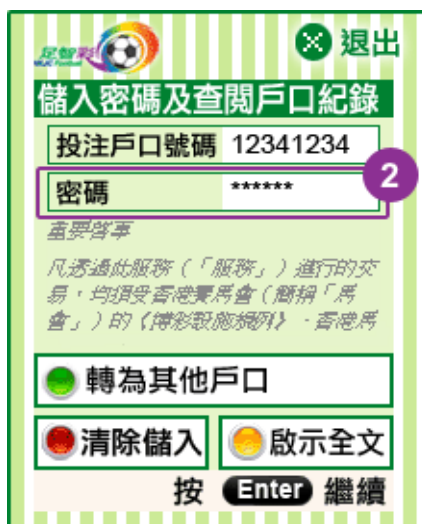 足智彩
HKJC Football
退出
儲入密碼及查閱戶口紀錄
投注戶口號碼 12341234
密碼 ******
2
重要啓事
凡透過此服務（「服務」）進行的交
易，均須受香港賽馬會（簡稱「馬
會」）的《博彩設施規例》、香港馬
轉為其他戶口
清除儲入 啟示全文
按 Enter 繼續